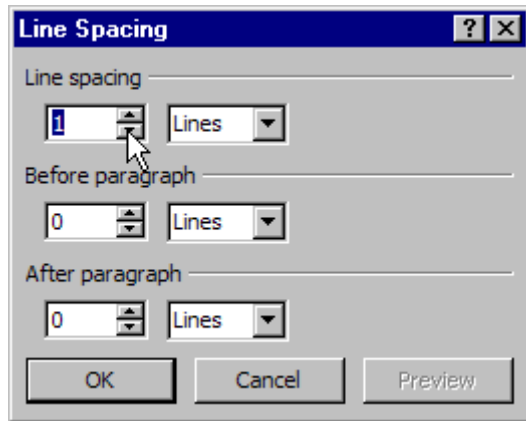 Line Spacing ?
Line spacing
1 Lines
Before paragraph
0 Lines
After paragraph
0 Lines
OK Cancel Preview